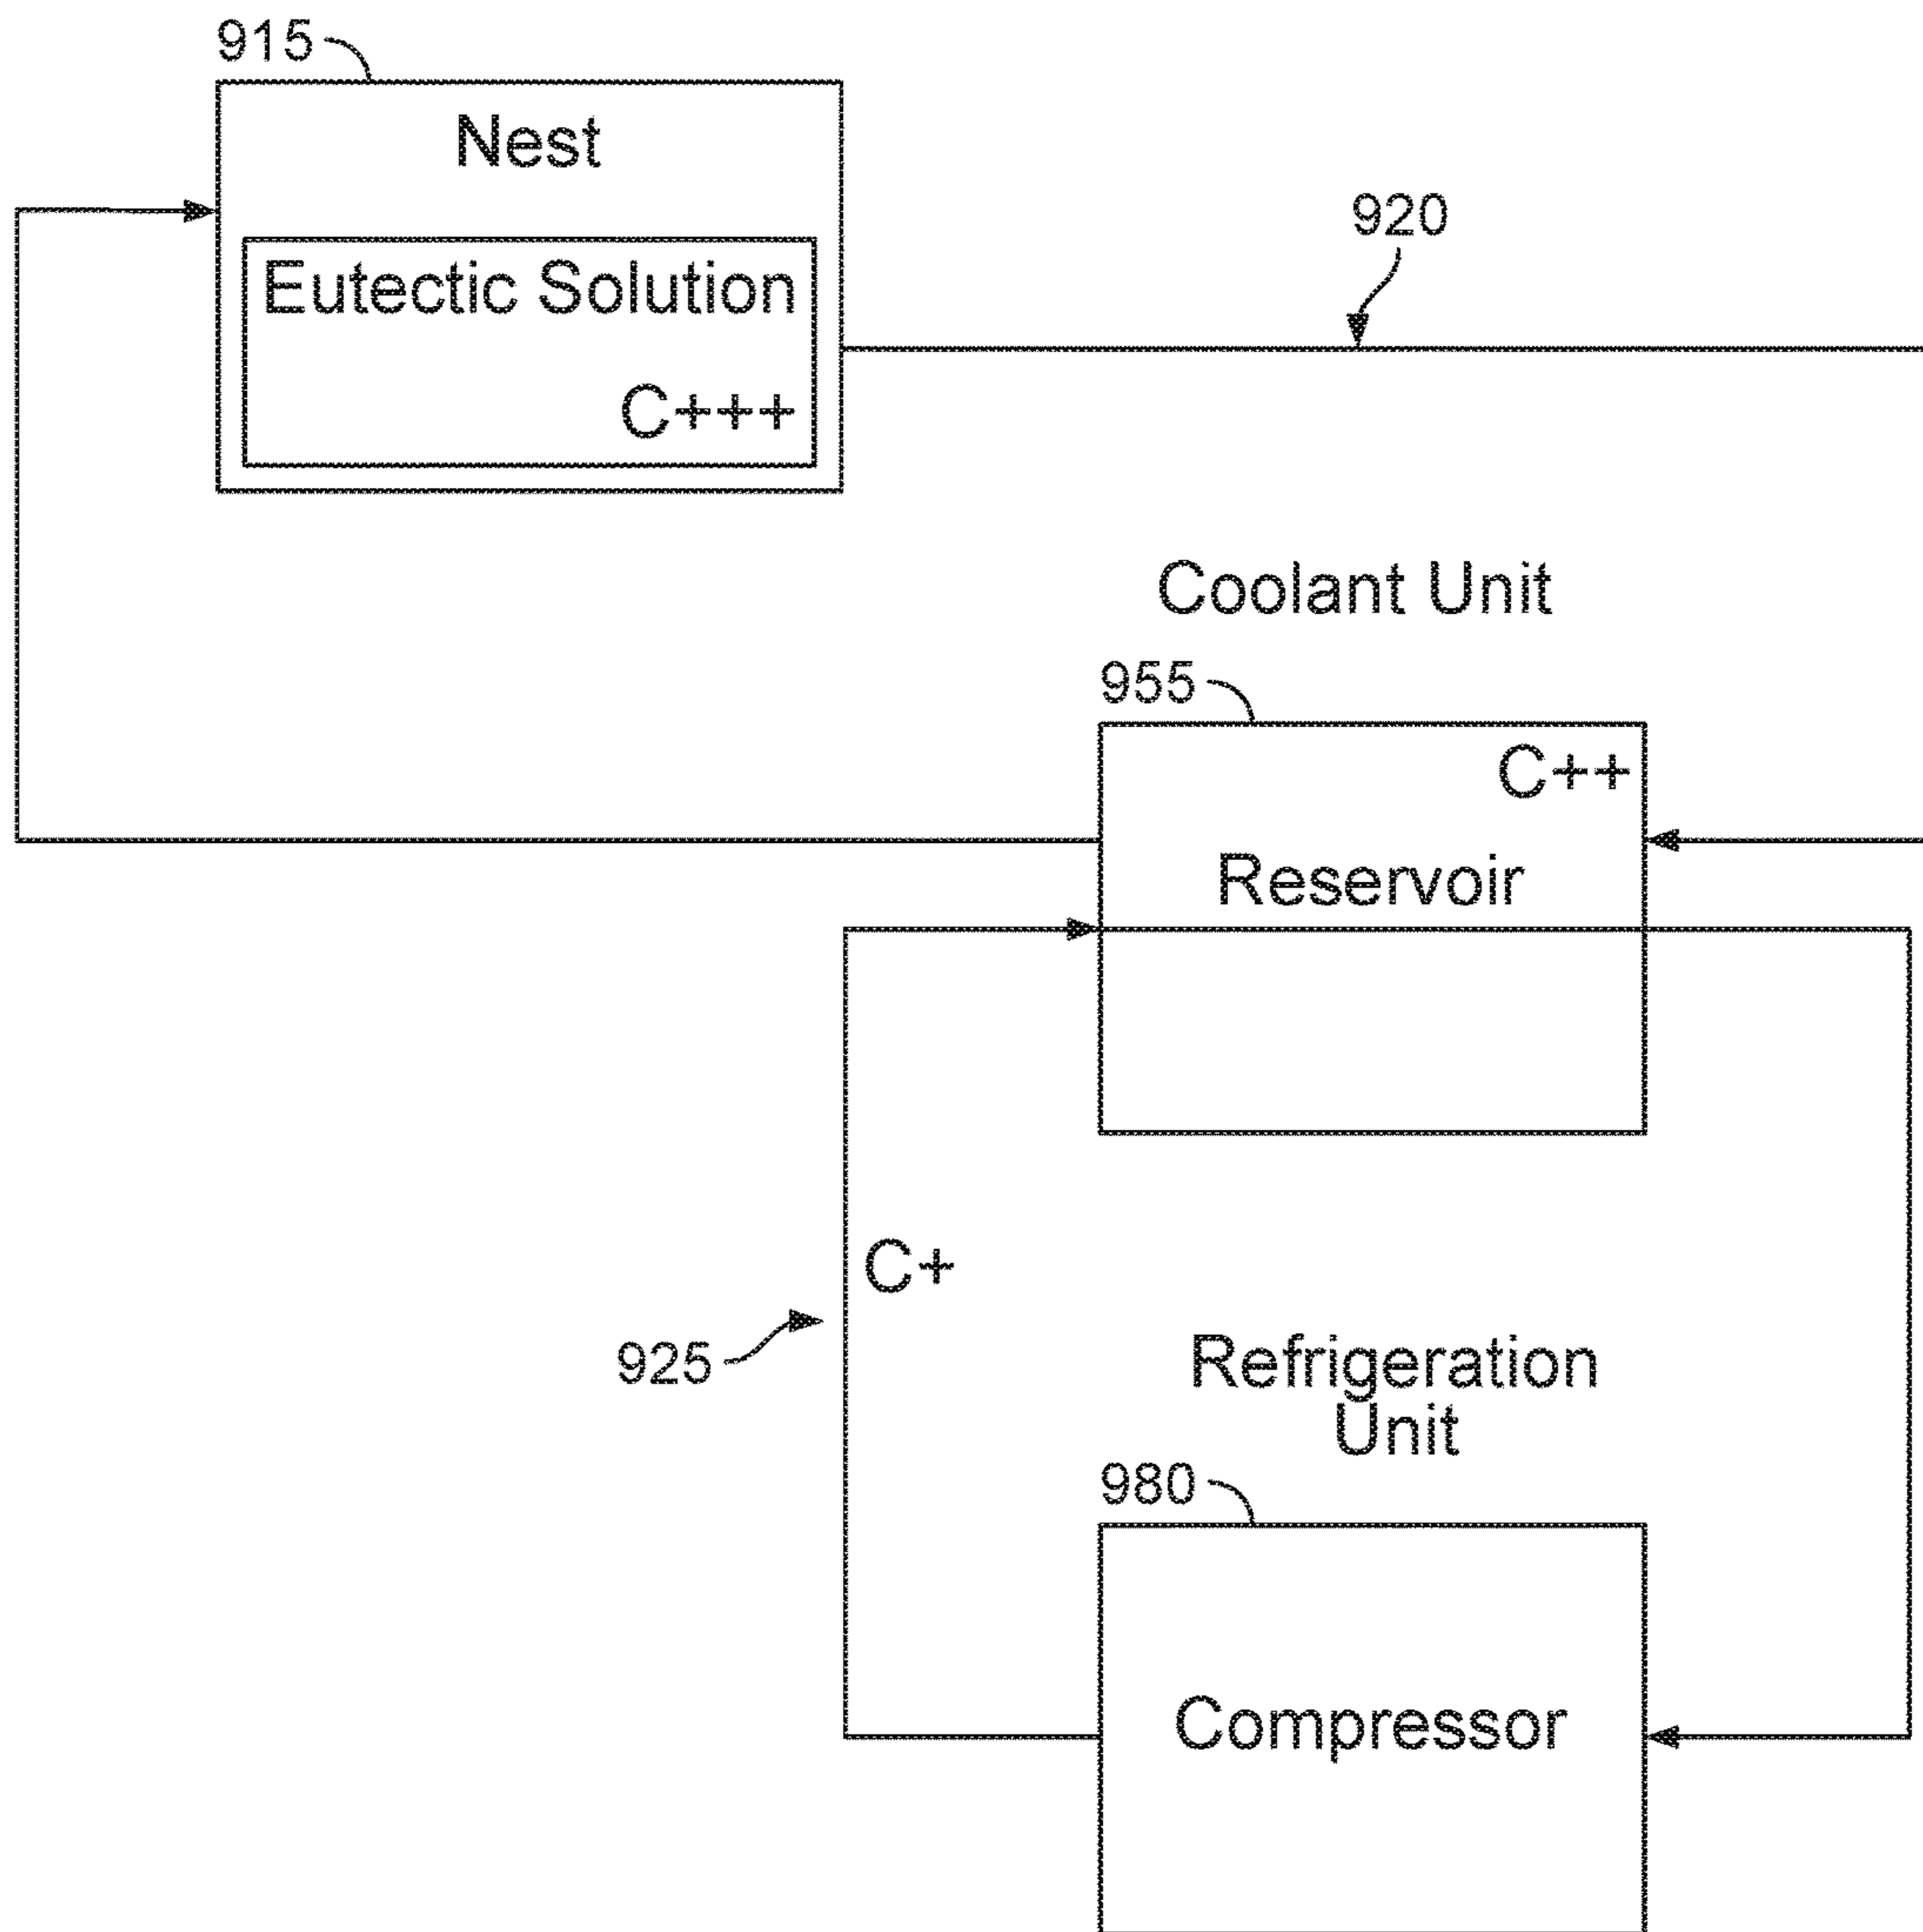 915
Nest
920
Eutectic Solution
C+++
Coolant Unit
955
C++
Reservoir
C+
925
Refrigeration
Unit
980
Compressor